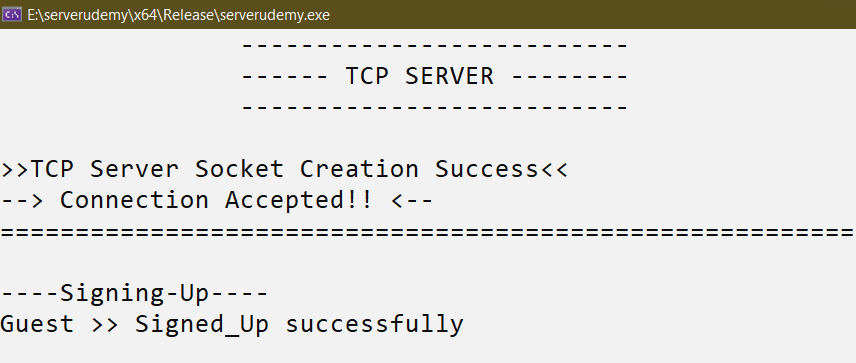 E:\serverudemy\x64\Release\serverudemy.exe
--------------------------
------ TCP SERVER --------
--------------------------
>>TCP Server Socket Creation Success<<
--> Connection Accepted!! <--
=========================================================
----Signing-Up----
Guest >> Signed_Up successfully